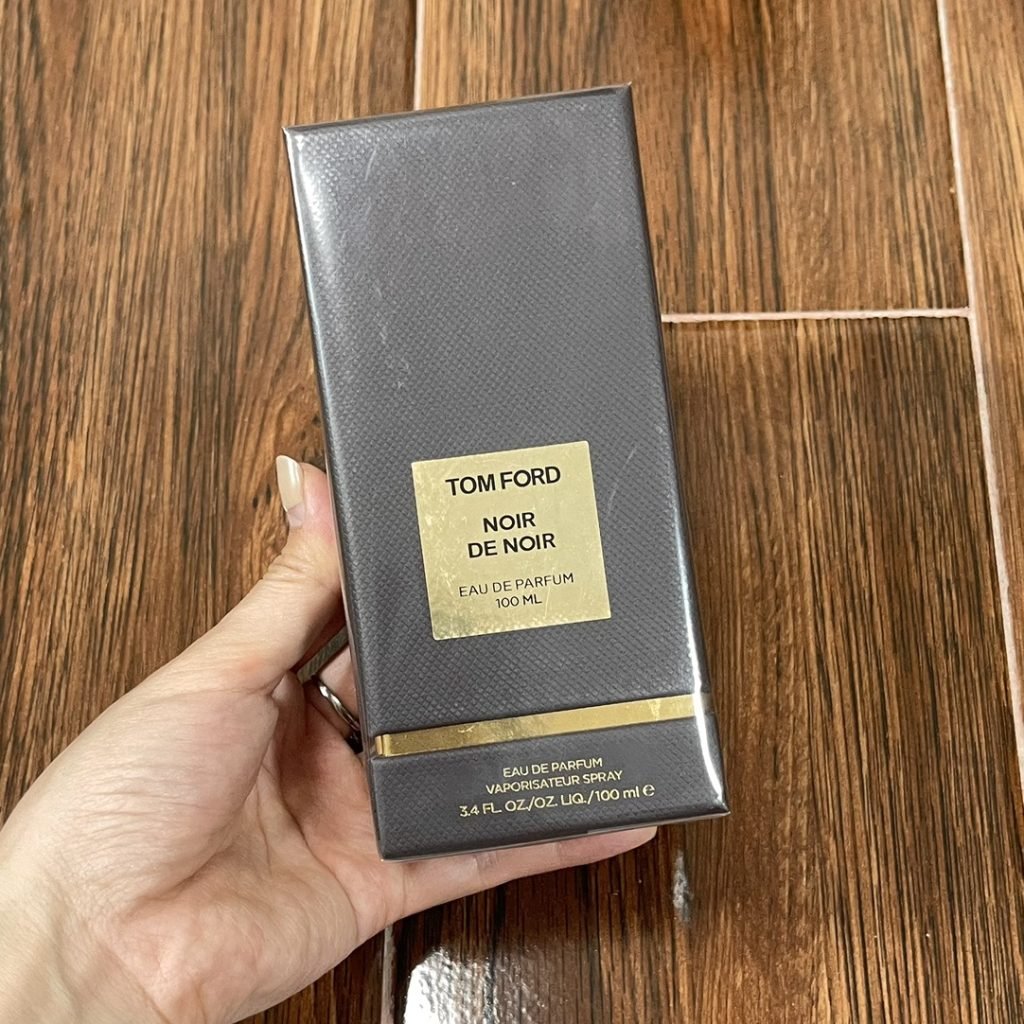 TOM FORD
NOIR
DE NOIR
EAU DE PARFUM
100 ML
EAU DE PARFUM
VAPORISATEUR SPRAY
3.4 FL. OZ./OZ. LIQ./100 ml ℮